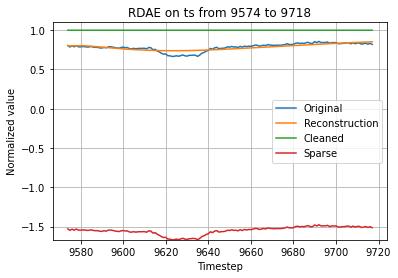 RDAE on ts from 9574 to 9718
1.0
0.5
0.0
−0.5
−1.0
−1.5
Normalized value
Original
Reconstruction
Cleaned
Sparse
9580 9600 9620 9640 9660 9680 9700 9720
Timestep